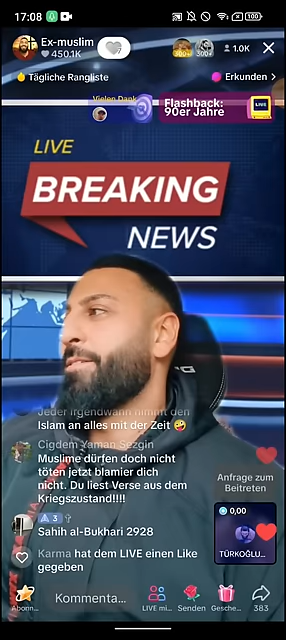 17:08
100
Ex-muslim
450.1K
300+
300+
1.0K
Tägliche Rangliste
Erkunden >
Vielen Dank
Flashback:
90er Jahre
LIVE
LIVE
BREAKING
NEWS
Jeder irgendwann nimmt den
Islam an alles mit der Zeit 🤪
Cigdem Yaman Sezgin
Muslime dürfen doch nicht
töten jetzt blamier dich
nicht. Du liest Verse aus dem
Kriegszustand!!!!
3
Sahih al-Bukhari 2928
Karma hat dem LIVE einen Like
gegeben
Anfrage zum
Beitreten
0,00
TÜRKOĞLU...
Abonn...
Kommenta...
LIVE mi...
Senden
Gesche...
383